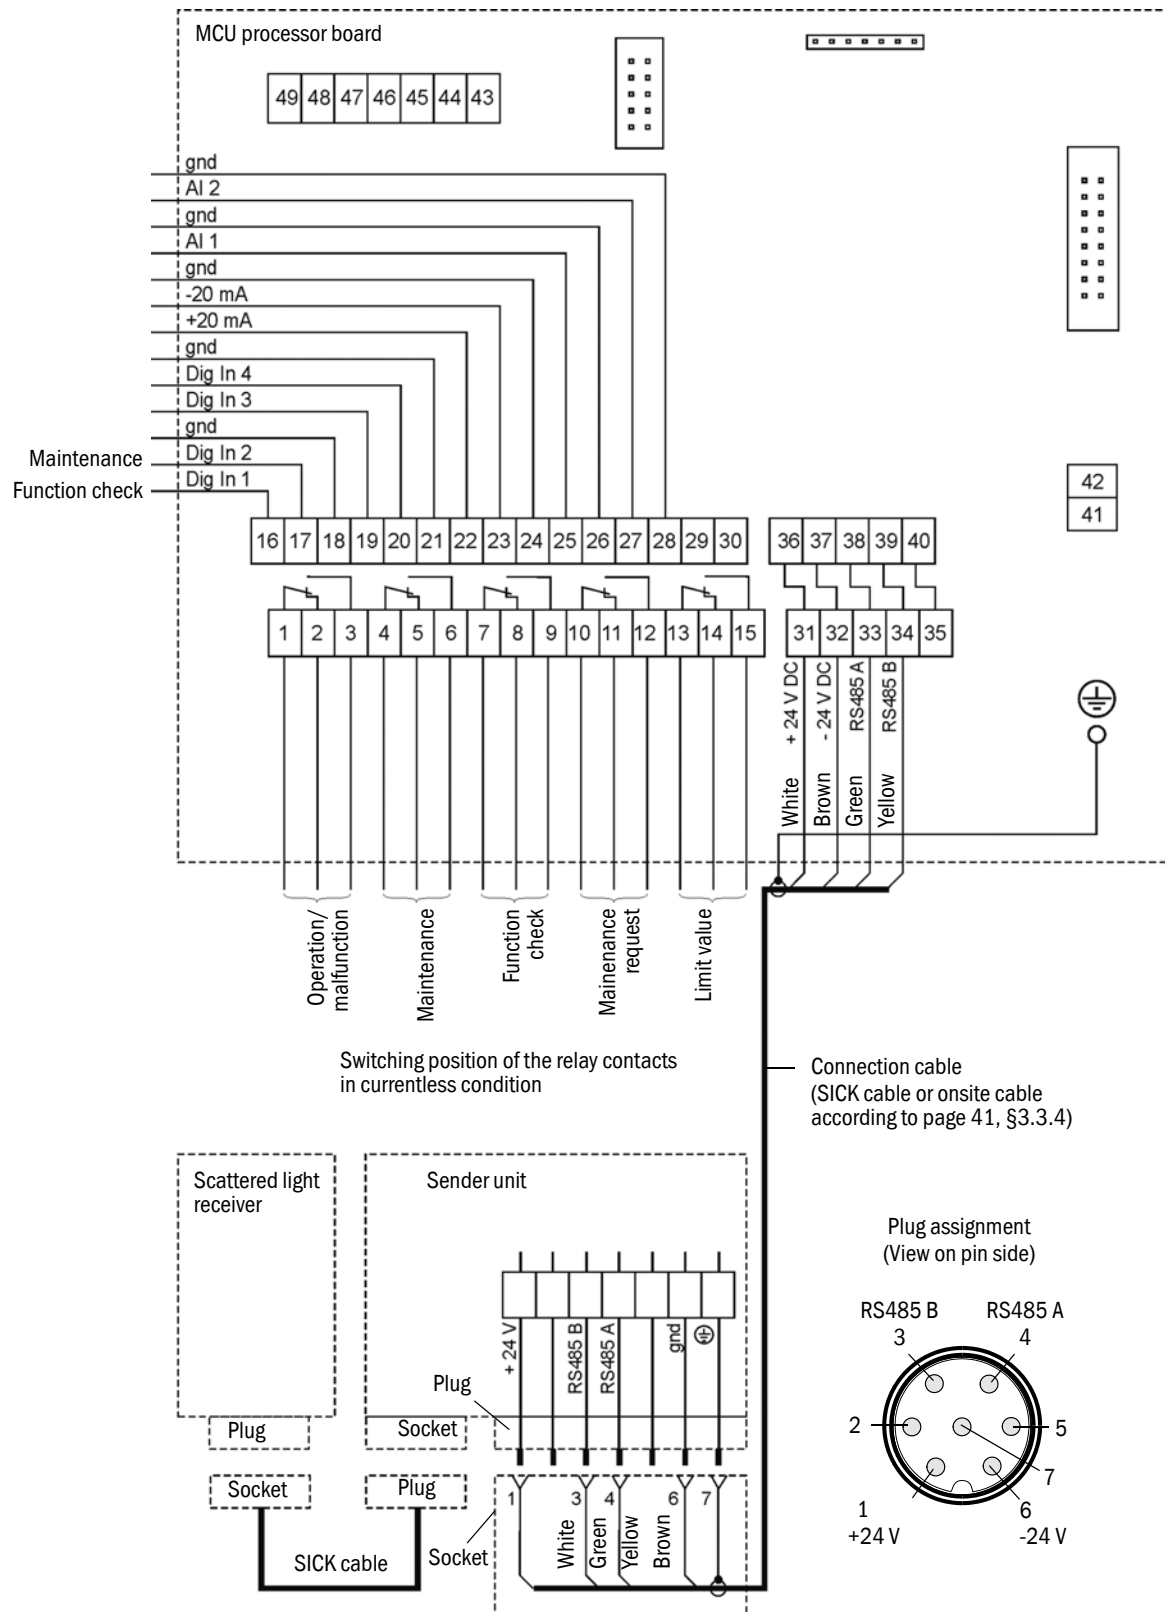 MCU processor board
49 48 47 46 45 44 43
gnd
AI 2
gnd
AI 1
gnd
-20 mA
+20 mA
gnd
Dig In 4
Dig In 3
gnd
Maintenance Dig In 2
Function check Dig In 1
42
41
16 17 18 19 20 21 22 23 24 25 26 27 28 29 30
36 37 38 39 40
1 2 3 4 5 6 7 8 9 10 11 12 13 14 15
31 32 33 34 35
+ 24 V DC
- 24 V DC
RS485 A
RS485 B
White
Brown
Green
Yellow
Operation/
malfunction
Maintenance
Function
check
Mainenance
request
Limit value
Switching position of the relay contacts
in currentless condition
Connection cable
(SICK cable or onsite cable
according to page 41, §3.3.4)
Scattered light
receiver
Sender unit
+ 24 V
RS485 B
RS485 A
gnd
Plug
Plug
Socket
Socket
Plug
1 3 4 6 7
White
Green
Yellow
Brown
Socket
SICK cable
Plug assignment
(View on pin side)
RS485 B RS485 A
3 4
2 5
7
1 6
+24 V -24 V